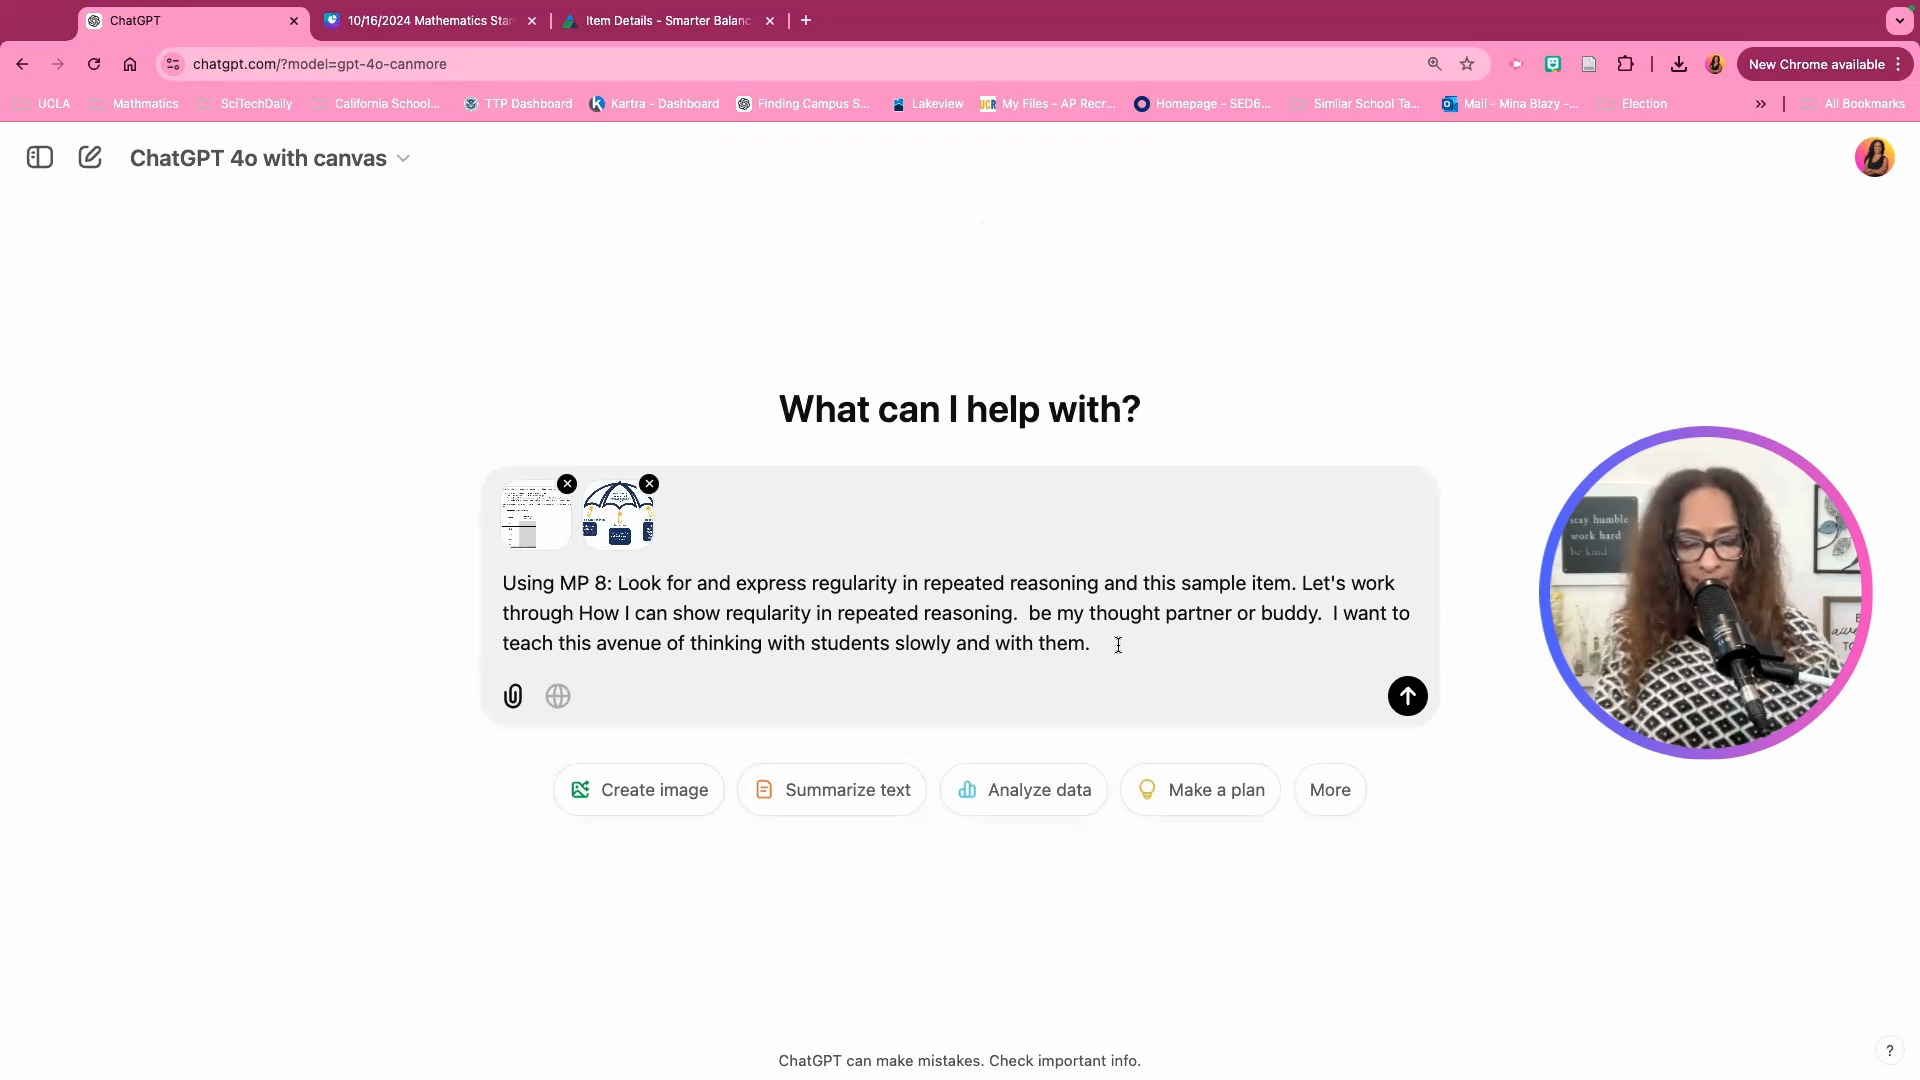 ChatGPT
10/16/2024 Mathematics Stan
Item Details - Smarter Balanc
chatgpt.com/?model=gpt-4o-canmore
New Chrome available
UCLA
Mathmatics
SciTechDaily
California School...
TTP Dashboard
Kartra - Dashboard
Finding Campus S...
Lakeview
UCR My Files - AP Recr...
Homepage - SED6...
Similar School Ta...
Mail - Mina Blazy -...
Election
»
All Bookmarks
ChatGPT 4o with canvas
What can I help with?
Using MP 8: Look for and express regularity in repeated reasoning and this sample item. Let's work
through How I can show reqularity in repeated reasoning.  be my thought partner or buddy.  I want to
teach this avenue of thinking with students slowly and with them.
stay humble
work hard
be kind
Create image
Summarize text
Analyze data
Make a plan
More
ChatGPT can make mistakes. Check important info.
?